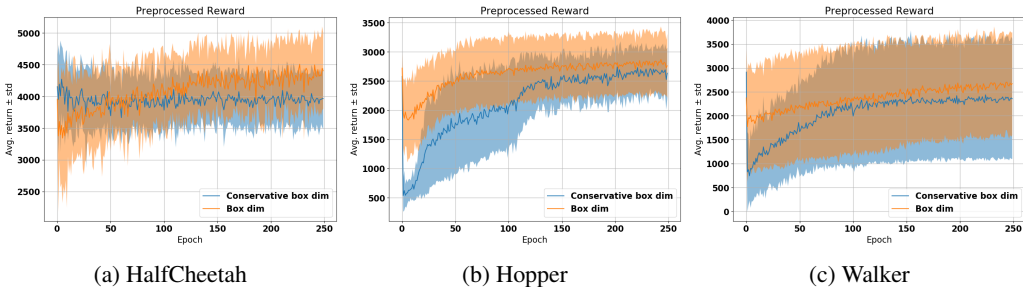 Preprocessed Reward
Avg. return ± std
5000
4500
4000
3500
3000
2500
0
50
100
150
200
250
Epoch
Conservative box dim
Box dim
(a) HalfCheetah
Preprocessed Reward
Avg. return ± std
3500
3000
2500
2000
1500
1000
500
0
50
100
150
200
250
Epoch
Conservative box dim
Box dim
(b) Hopper
Preprocessed Reward
Avg. return ± std
4000
3500
3000
2500
2000
1500
1000
500
0
0
50
100
150
200
250
Epoch
Conservative box dim
Box dim
(c) Walker